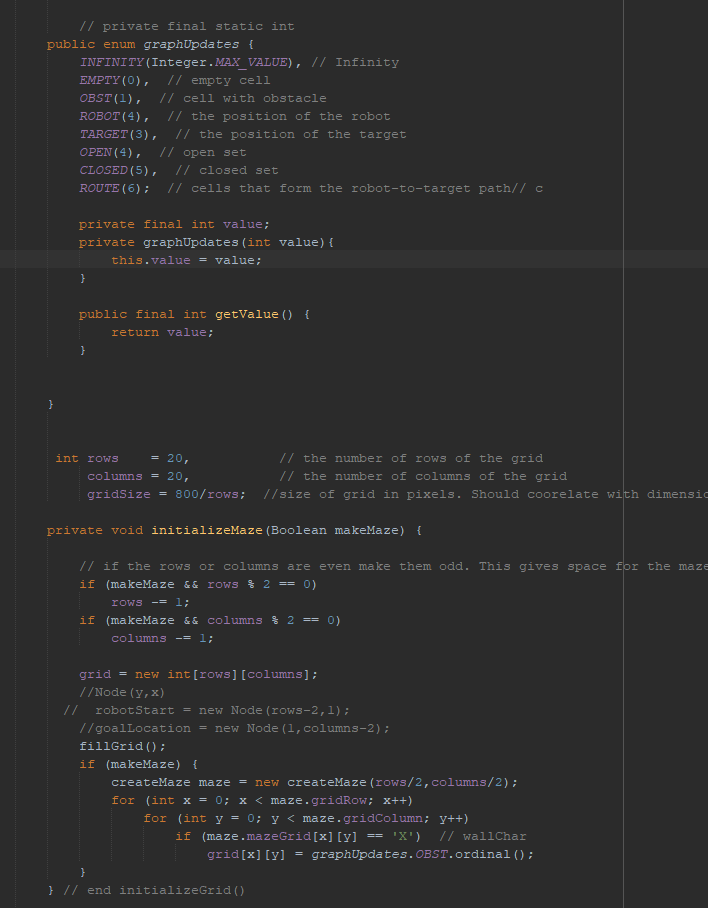 // private final static int
public enum graphUpdates {
INFINITY(Integer.MAX_VALUE), // Infinity
EMPTY(0),  // empty cell
OBST(1),  // cell with obstacle
ROBOT(4),  // the position of the robot
TARGET(3),  // the position of the target
OPEN(4),  // open set
CLOSED(5),  // closed set
ROUTE(6);  // cells that form the robot-to-target path// c
private final int value;
private graphUpdates(int value){
this.value = value;
}
public final int getValue() {
return value;
}
}
int rows    = 20,           // the number of rows of the grid
columns = 20,           // the number of columns of the grid
gridSize = 800/rows;  //size of grid in pixels. Should coorelate with dimensio
private void initializeMaze(Boolean makeMaze) {
// if the rows or columns are even make them odd. This gives space for the maze
if (makeMaze && rows % 2 == 0)
rows -= 1;
if (makeMaze && columns % 2 == 0)
columns -= 1;
grid = new int[rows][columns];
//Node(y,x)
//  robotStart = new Node(rows-2,1);
//goalLocation = new Node(1,columns-2);
fillGrid();
if (makeMaze) {
createMaze maze = new createMaze(rows/2,columns/2);
for (int x = 0; x < maze.gridRow; x++)
for (int y = 0; y < maze.gridColumn; y++)
if (maze.mazeGrid[x][y] == 'X')  // wallChar
grid[x][y] = graphUpdates.OBST.ordinal();
}
} // end initializeGrid()